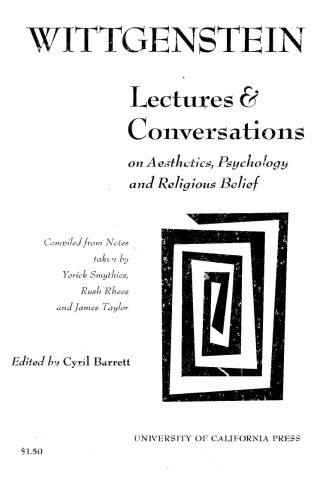 WITTGENSTEIN
Lectures &
Conversations
on Aesthetics, Psychology
and Religious Belief
Compiled from Notes
taken by
Yorick Smythies,
Rush Rhees
and James Taylor
Edited by Cyril Barrett
UNIVERSITY OF CALIFORNIA PRESS
$1.50